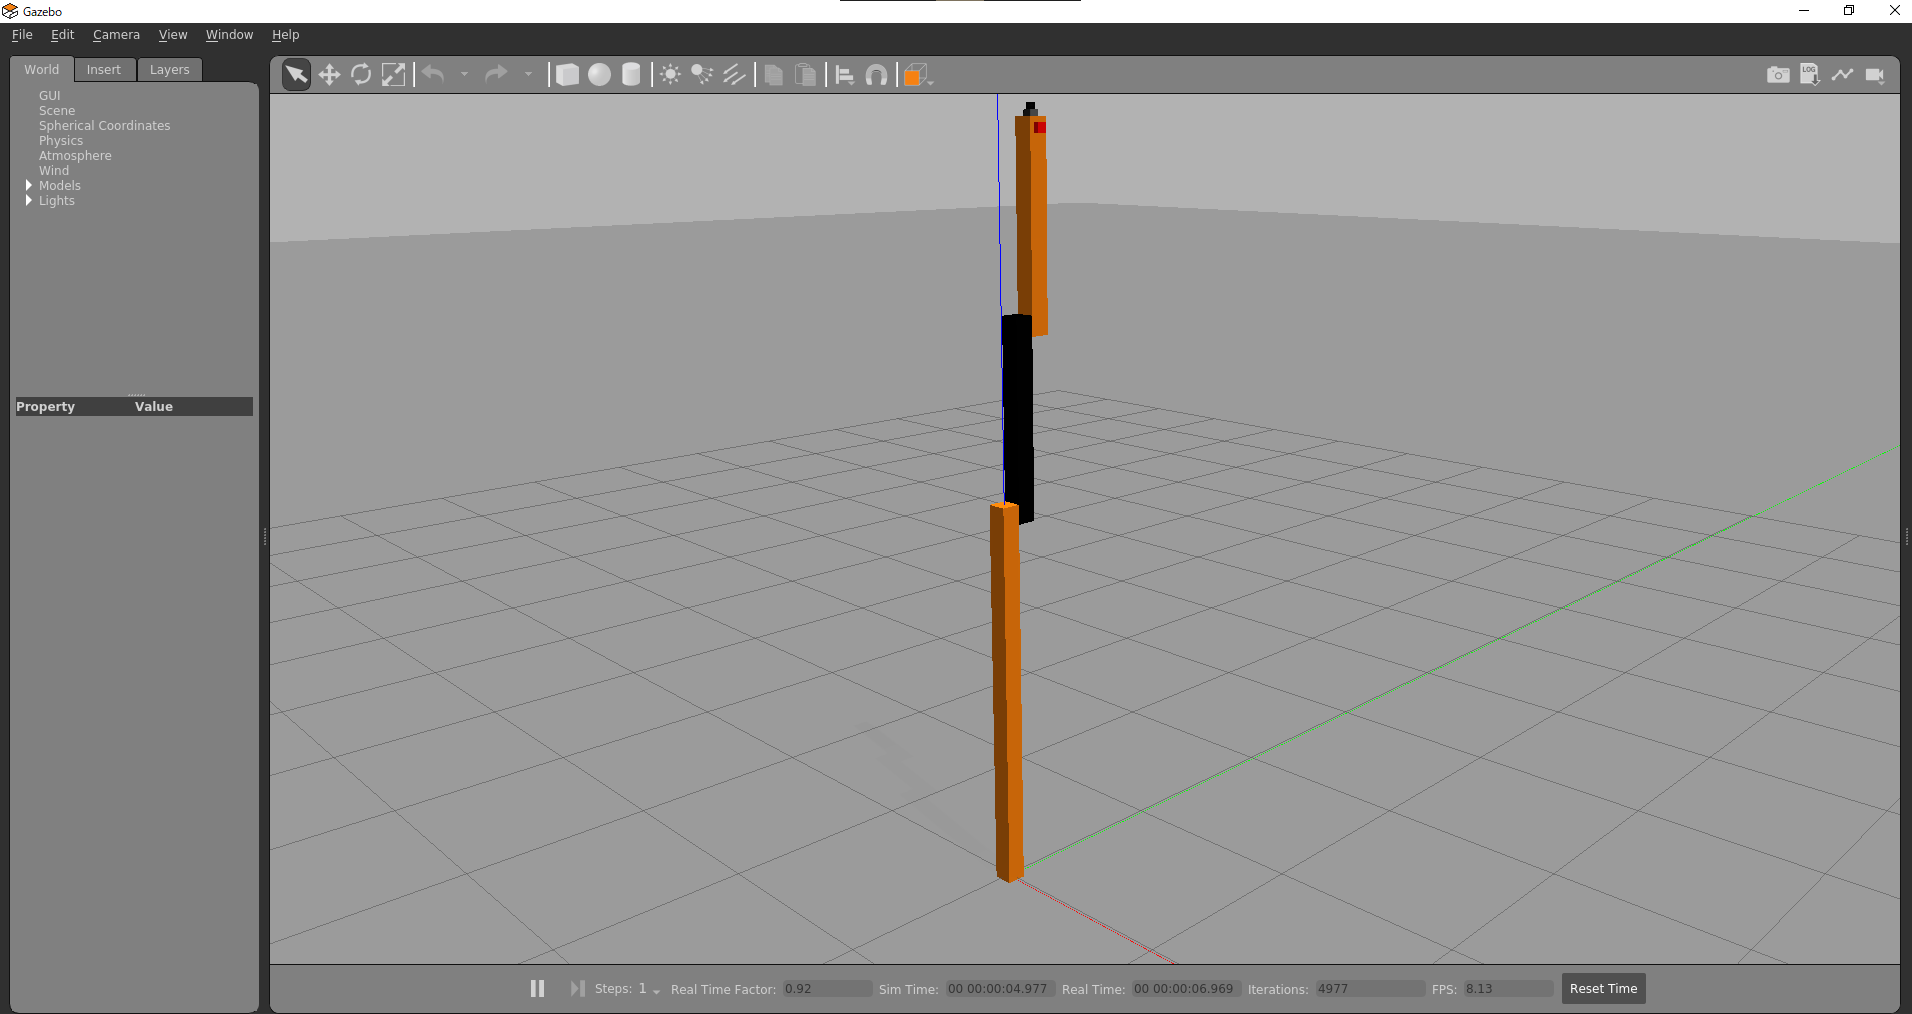 Gazebo
File Edit Camera View Window Help
World Insert Layers
LOG
GUI
Scene
Spherical Coordinates
Physics
Atmosphere
Wind
Models
Lights
Property Value
Steps: 1 Real Time Factor: 0.92 Sim Time: 00 00:00:04.977 Real Time: 00 00:00:06.969 Iterations: 4977 FPS: 8.13 Reset Time